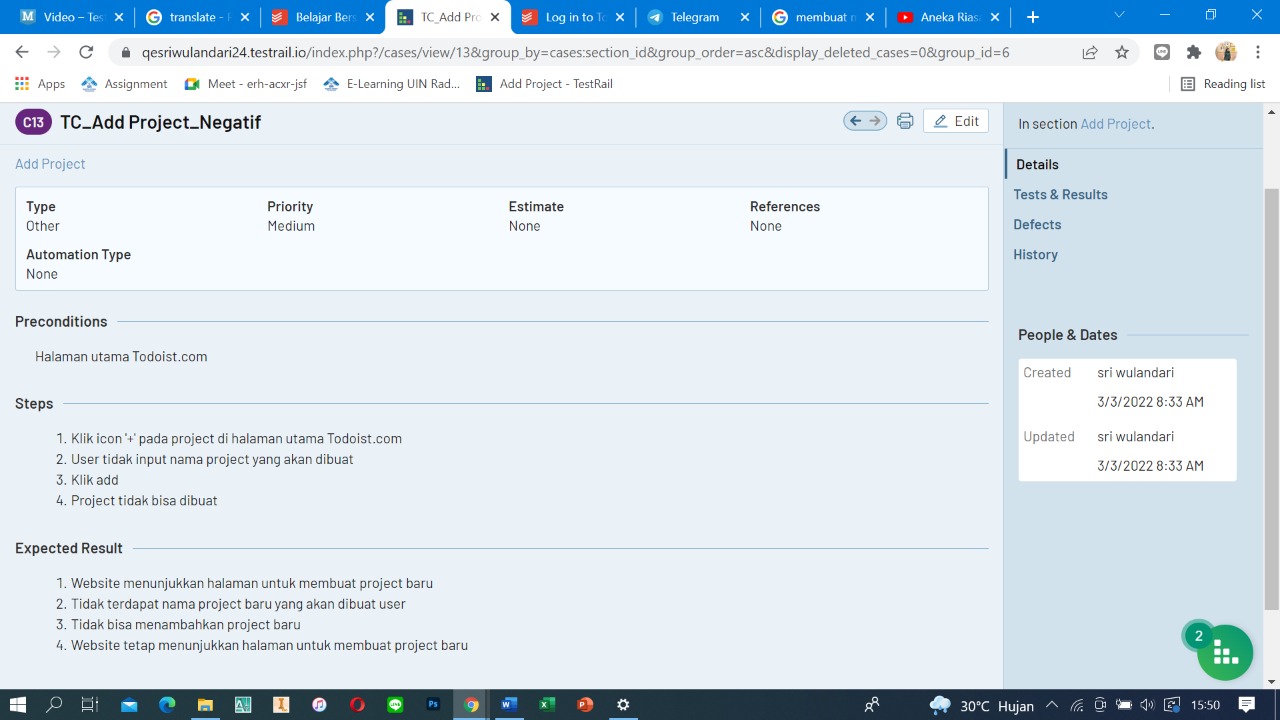 Video – Tes
translate -
Belajar Ber
TC_Add Pro
Log in to To
Telegram
membuat
Aneka Rias
qesriwulandari24.testrail.io/index.php?/cases/view/13&group_by=cases:section_id&group_order=asc&display_deleted_cases=0&group_id=6
Apps
Assignment
Meet - erh-acxr-jsf
E-Learning UIN Rad...
Add Project - TestRail
Reading list
C13 TC_Add Project_Negatif
Edit
In section Add Project.
Add Project
Details
Tests & Results
Defects
History
Type Priority Estimate References
Other Medium None None
Automation Type
None
Preconditions
Halaman utama Todoist.com
People & Dates
Created sri wulandari
3/3/2022 8:33 AM
Updated sri wulandari
3/3/2022 8:33 AM
Steps
1. Klik icon '+' pada project di halaman utama Todoist.com
2. User tidak input nama project yang akan dibuat
3. Klik add
4. Project tidak bisa dibuat
Expected Result
1. Website menunjukkan halaman untuk membuat project baru
2. Tidak terdapat nama project baru yang akan dibuat user
3. Tidak bisa menambahkan project baru
4. Website tetap menunjukkan halaman untuk membuat project baru
2
30°C Hujan
15:50